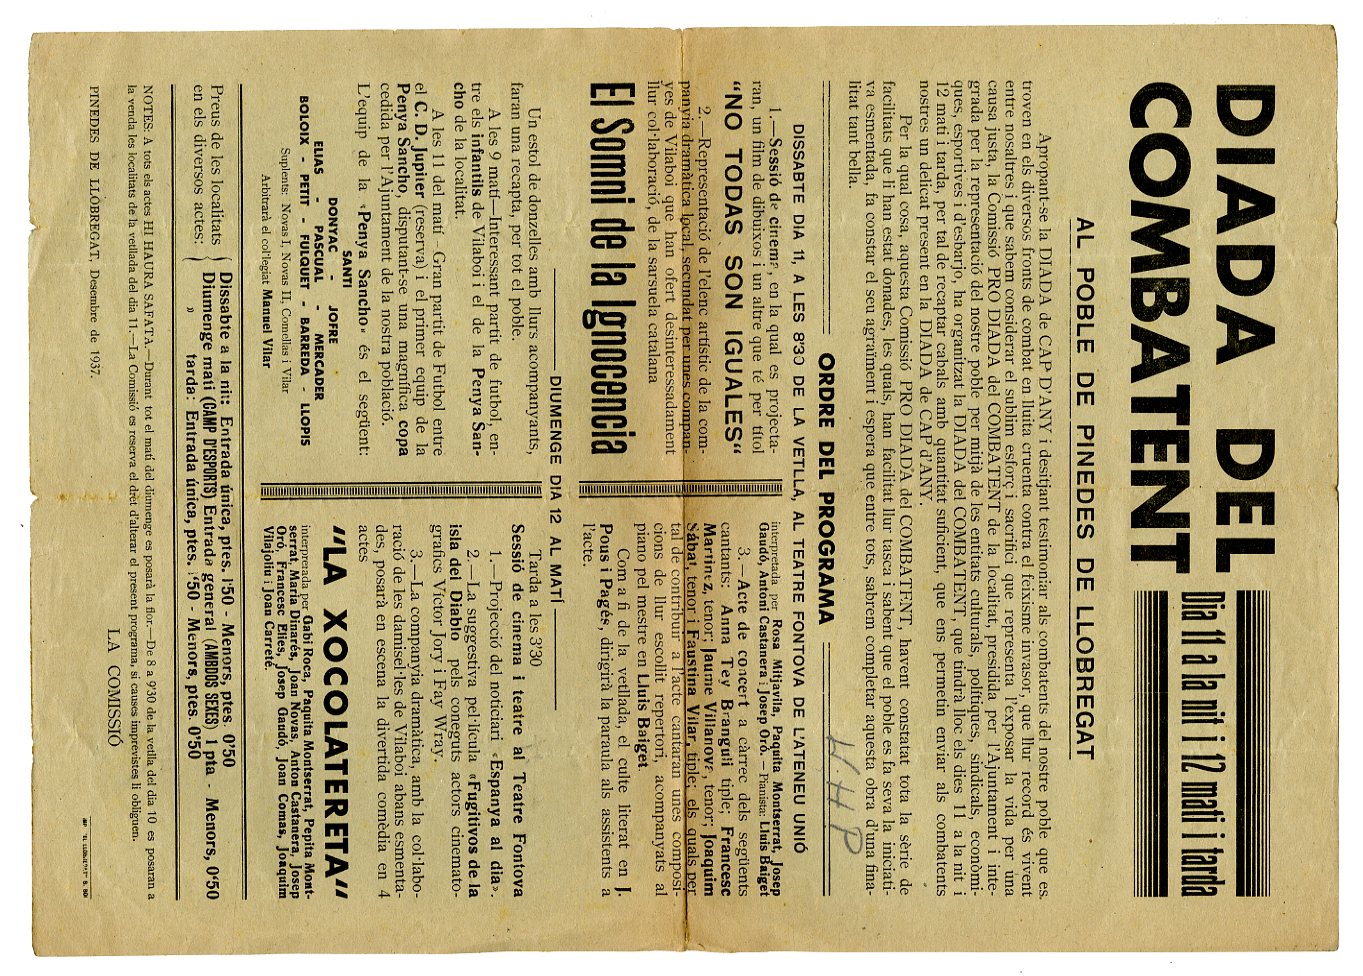 DIADA DEL
COMBATENT
Dia 11 a la nit i 12 mati i tarda
AL POBLE DE PINEDES DE LLOBREGAT
Apropant-se la DIADA de CAP D'ANY i desitjant testimoniar als combatents del nostre poble que es.
troven en els diversos fronts de combat en lluita cruenta contra el feixisme invasor, que llur record és vivent
entre nosaltres i que sabem considerar el sublim esforç i sacrifici que representa l'exposar la vida per una
causa justa, la Comissió PRO DIADA del COMBATENT de la localitat, presidida per l'Ajuntament i inte-
grada per la representació del nostre poble per mitjà de les entitats culturals, polítiques, sindicals, econòmi-
ques, esportives i d'esbarjo, ha organitzat la DIADA del COMBATENT, que tindrà lloc els dies 11 a la nit i
12 mati i tarda, per tal de recaptar cabals amb quantitat suficient, que ens permetin enviar als combatents
nostres un delicat present en la DIADA de CAP d'ANY.
Per la qual cosa, aquesta Comissió PRO DIADA del COMBATENT, havent constatat tota la sèrie de
facilitats que li han estat donades, les quals, han facilitat llur tasca i sabent que el poble es fa seva la iniciati-
va esmentada, fa constar el seu agraïment i espera que entre tots, sabrem completar aquesta obra d'una fina-
litat tant bella.
W H P
ORDRE DEL PROGRAMA
DISSABTE DIA 11, A LES 8'30 DE LA VETLLA, AL TEATRE FONTOVA DE L'ATENEU UNIÓ
1.—Sessió de cinema, en la qual es projecta-
ran, un film de dibuixos i un altre que té per títol
"NO TODAS SON IGUALES"
2.—Representació de l'elenc artístic de la com-
panyia dramàtica local, secundat per unes compan-
yes de Vilaboi que han ofert desinteressadament
llur col·laboració, de la sarsuela catalana
El Somni de la Ignocencia
interpretada per Rosa Mitjavila, Paquita Montserrat, Josep
Gaudó, Antoni Castanera i Josep Oró. — Pianista: Lluis Baiget
3.—Acte de concert a càrrec dels següents
cantants: Anna Tey Branguli tiple; Francesc
Martinez, tenor; Jaume Villanova, tenor; Joaquim
Sábat, tenor i Faustina Vilar, tiple; els quals per
tal de contribuir a l'acte cantaran unes composi-
cions de llur escollit repertori, acompanyats al
piano pel mestre en Lluis Baiget.
Com a fi de la vetllada, el culte literat en J.
Pous i Pagés, dirigirà la paraula als assistents a
l'acte.
DIUMENGE DIA 12 AL MATÍ
Un estol de donzelles amb llurs acompanyants,
faran una recapta, per tot el poble.
A les 9 matí—Interessant partit de futbol, en-
tre els infantils de Vilaboi i el de la Penya San-
cho de la localitat.
A les 11 del matí - Gran partit de Futbol entre
el C. D. Jupiter (reserva) i el primer equip de la
Penya Sancho, disputant-se una magnífica copa
cedida per l'Ajuntament de la nostra població.
L'equip de la «Penya Sancho» és el següent:
SANTI
DONYAC - JOFRE
ELIAS - PASCUAL - MERCADER
BOLOIX - PETIT - FULQUET - BARREDA - LLOPIS
Suplents: Novas I, Novas II, Comellas i Vilar
Arbitrarà el col·legiat Manuel Vilar
Tarda a les 3'30
Sessió de cinema i teatre al Teatre Fontova
1.—Projecció del noticiari «Espanya al dia».
2.—La suggestiva pel·lícula «Fugitivos de la
isla del Diablo pels coneguts actors cinemato-
grafics Víctor Jory i Fay Wray.
3.—La companyia dramàtica, amb la col·labo-
ració de les damisel·les de Vilaboi abans esmenta-
des, posarà en escena la divertida comèdia en 4
actes
"LA XOCOLATERETA"
interpretada per Gabi Roca, Paquita Montserrat, Pepita Mont-
serrat, Maria Dinarés, Joan Novas, Anton Castanera, Josep
Oró, Francesc Elies, Josep Gaudó, Joan Comas, Joaquim
Vilajoliu i Joan Carreté.
Preus de les localitats
en els diversos actes:
Dissabte a la nit: Entrada única, ptes. 1'50 - Menors, ptes. 0'50
Diumenge mati (CAMP D'ESPORTS) Entrada general (AMBDOS SEXES) 1 pta - Menors, 0'50
» tarda: Entrada única, ptes. 1'50 - Menors, ptes. 0'50
NOTES: A tots els actes HI HAURA SAFATA.—Durant tot el matí del diumenge es posarà la flor.—De 8 a 9'30 de la vetlla del dia 10 es posaran a
la venda les localitats de la vetllada del dia 11.—La Comissió es reserva el dret d'alterar el present programa, si causes imprevistes li obliguen.
LA COMISSIÓ
PINEDES DE LLOBREGAT, Desembre de 1937.
IMP. "EL LLOBREGAT" S. BOI